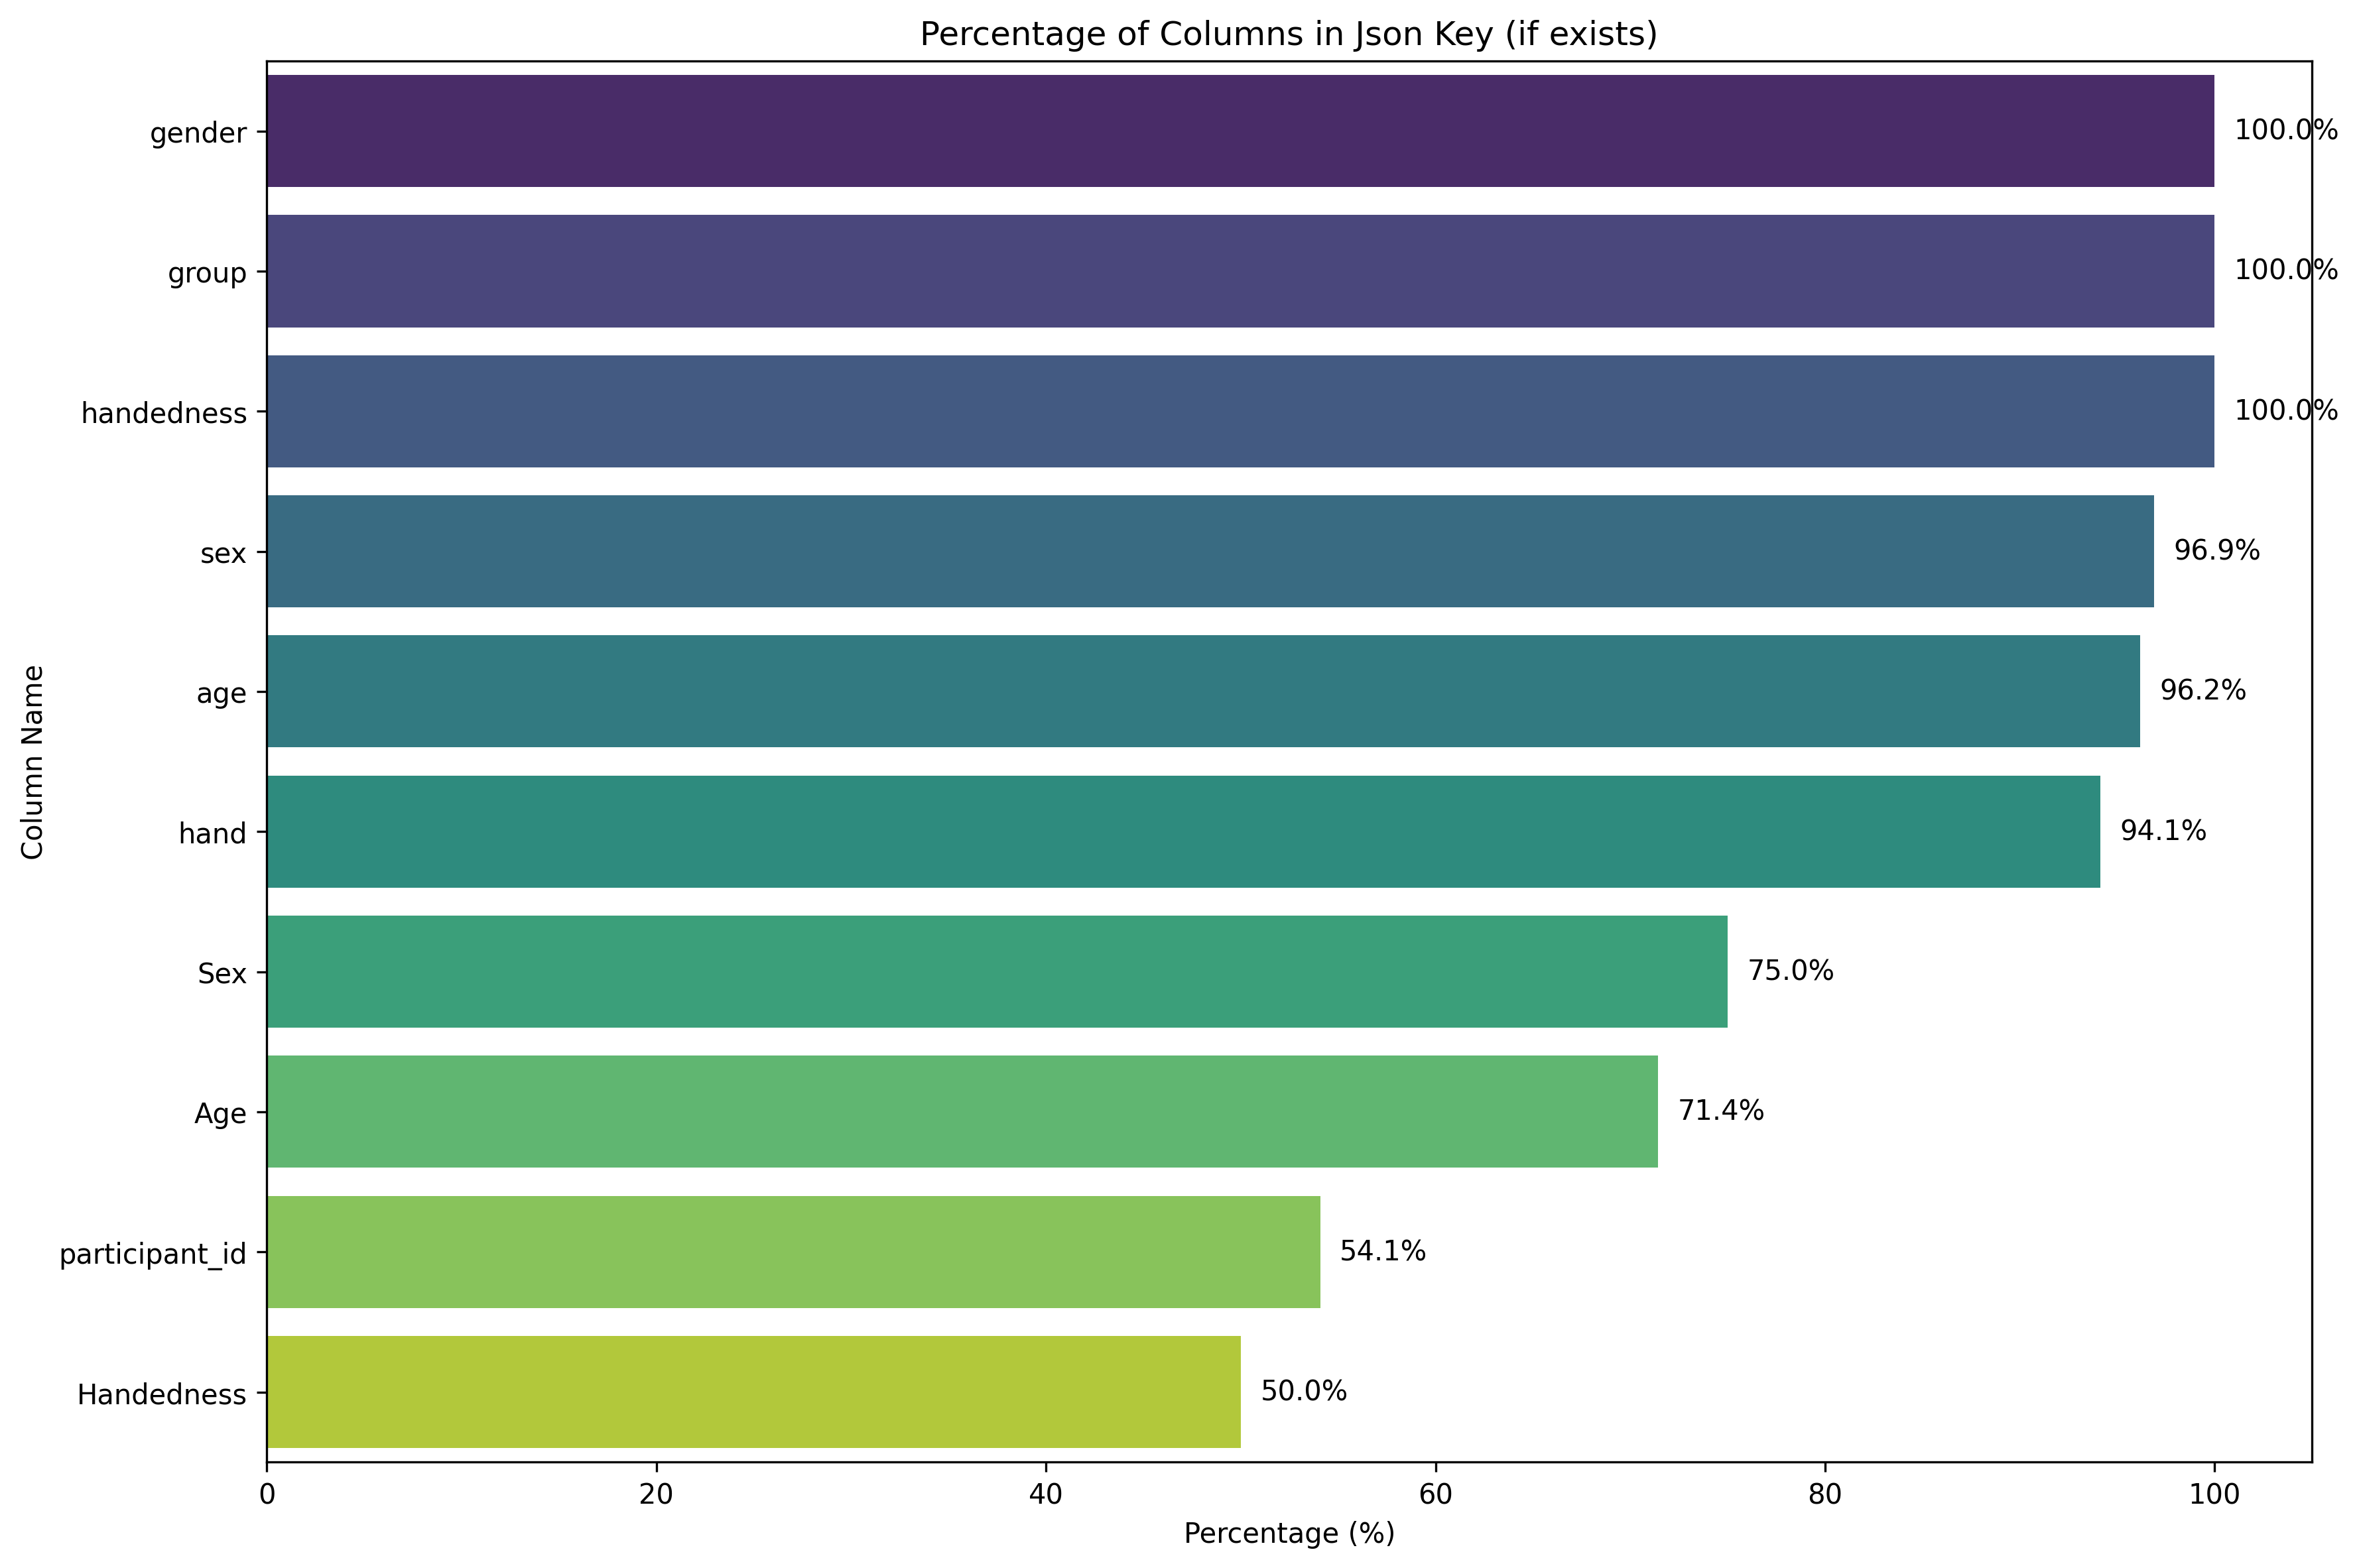 Percentage of Columns in Json Key (if exists)
gender
100.0%
group
100.0%
handedness
100.0%
sex
96.9%
age
96.2%
hand
94.1%
Sex
75.0%
Age
71.4%
participant_id
54.1%
Handedness
50.0%
Column Name
0 20 40 60 80 100
Percentage (%)